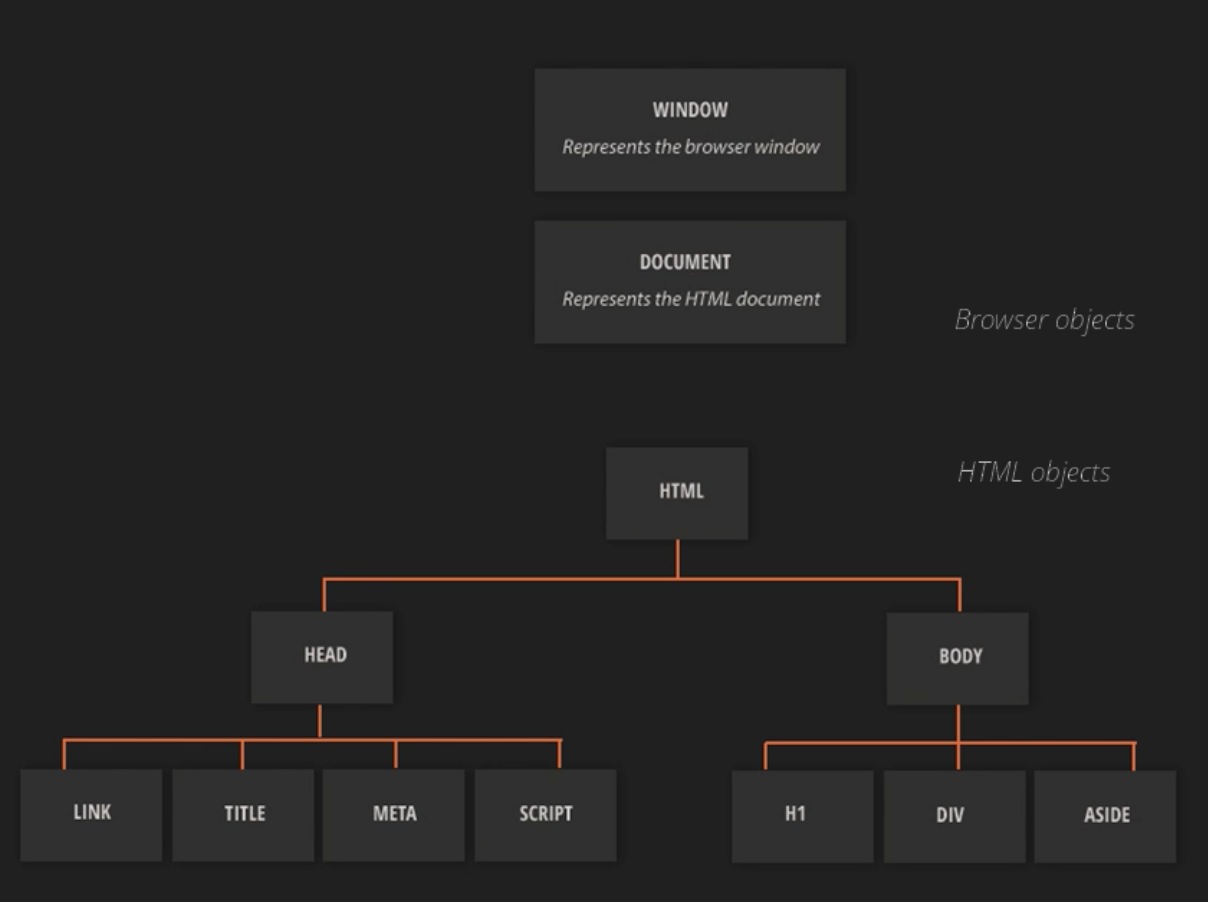 WINDOW
Represents the browser window
DOCUMENT
Represents the HTML document
Browser objects
HTML objects
HTML
HEAD
BODY
LINK
TITLE
META
SCRIPT
H1
DIV
ASIDE